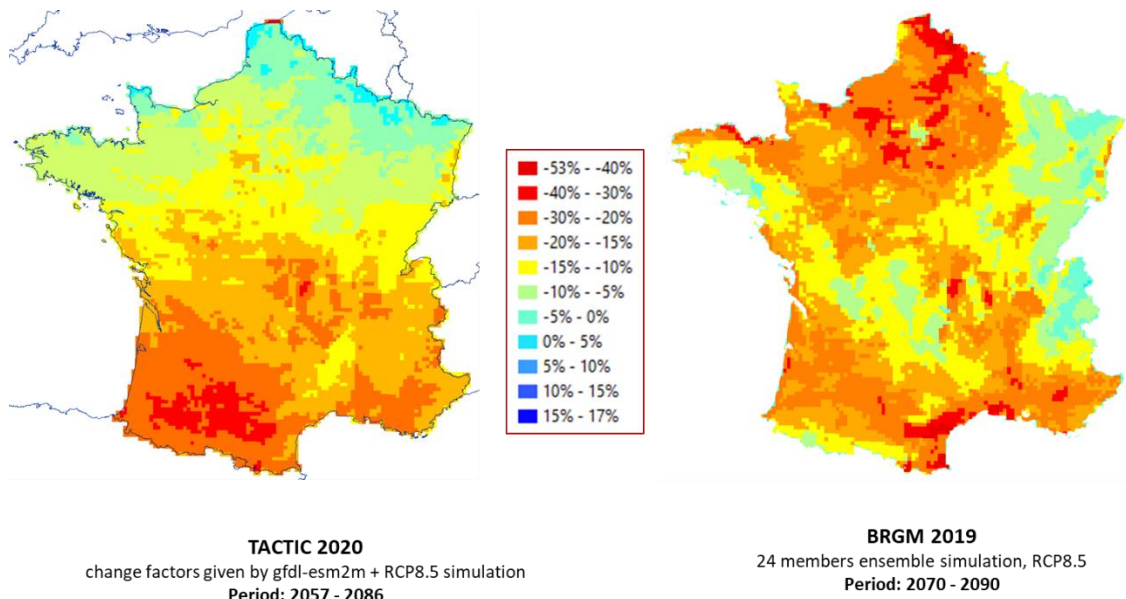 -53% - -40%
-40% - -30%
-30% - -20%
-20% - -15%
-15% - -10%
-10% - -5%
-5% - 0%
0% - 5%
5% - 10%
10% - 15%
15% - 17%
TACTIC 2020
change factors given by gfdl-esm2m + RCP8.5 simulation
Period: 2057 - 2086
BRGM 2019
24 members ensemble simulation, RCP8.5
Period: 2070 - 2090